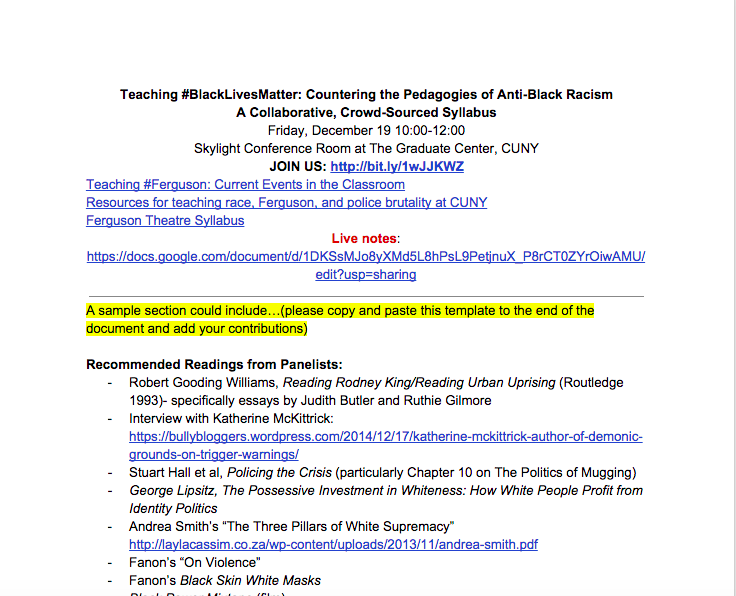 Teaching #BlackLivesMatter: Countering the Pedagogies of Anti-Black Racism
A Collaborative, Crowd-Sourced Syllabus
Friday, December 19 10:00-12:00
Skylight Conference Room at The Graduate Center, CUNY
JOIN US: http://bit.ly/1wJJKWZ
Teaching #Ferguson: Current Events in the Classroom
Resources for teaching race, Ferguson, and police brutality at CUNY
Ferguson Theatre Syllabus
Live notes:
https://docs.google.com/document/d/1DKSsMJo8yXMd5L8hPsL9PetjnuX_P8rCT0ZYrOiwAMU/
edit?usp=sharing
A sample section could include…(please copy and paste this template to the end of the
document and add your contributions)
Recommended Readings from Panelists:
- Robert Gooding Williams, Reading Rodney King/Reading Urban Uprising (Routledge
1993)- specifically essays by Judith Butler and Ruthie Gilmore
- Interview with Katherine McKittrick:
https://bullybloggers.wordpress.com/2014/12/17/katherine-mckittrick-author-of-demonic-
grounds-on-trigger-warnings/
- Stuart Hall et al, Policing the Crisis (particularly Chapter 10 on The Politics of Mugging)
- George Lipsitz, The Possessive Investment in Whiteness: How White People Profit from
Identity Politics
- Andrea Smith's "The Three Pillars of White Supremacy"
http://laylacassim.co.za/wp-content/uploads/2013/11/andrea-smith.pdf
- Fanon's "On Violence"
- Fanon's Black Skin White Masks
- Black Power Mixtape (film)